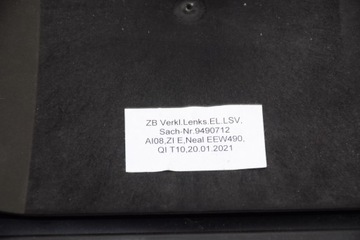 ZB Verkl.Lenks.EL.LSV.
Sach-Nr.9490712
AI08,ZI E,Neal EEW490,
QI T10,20.01.2021